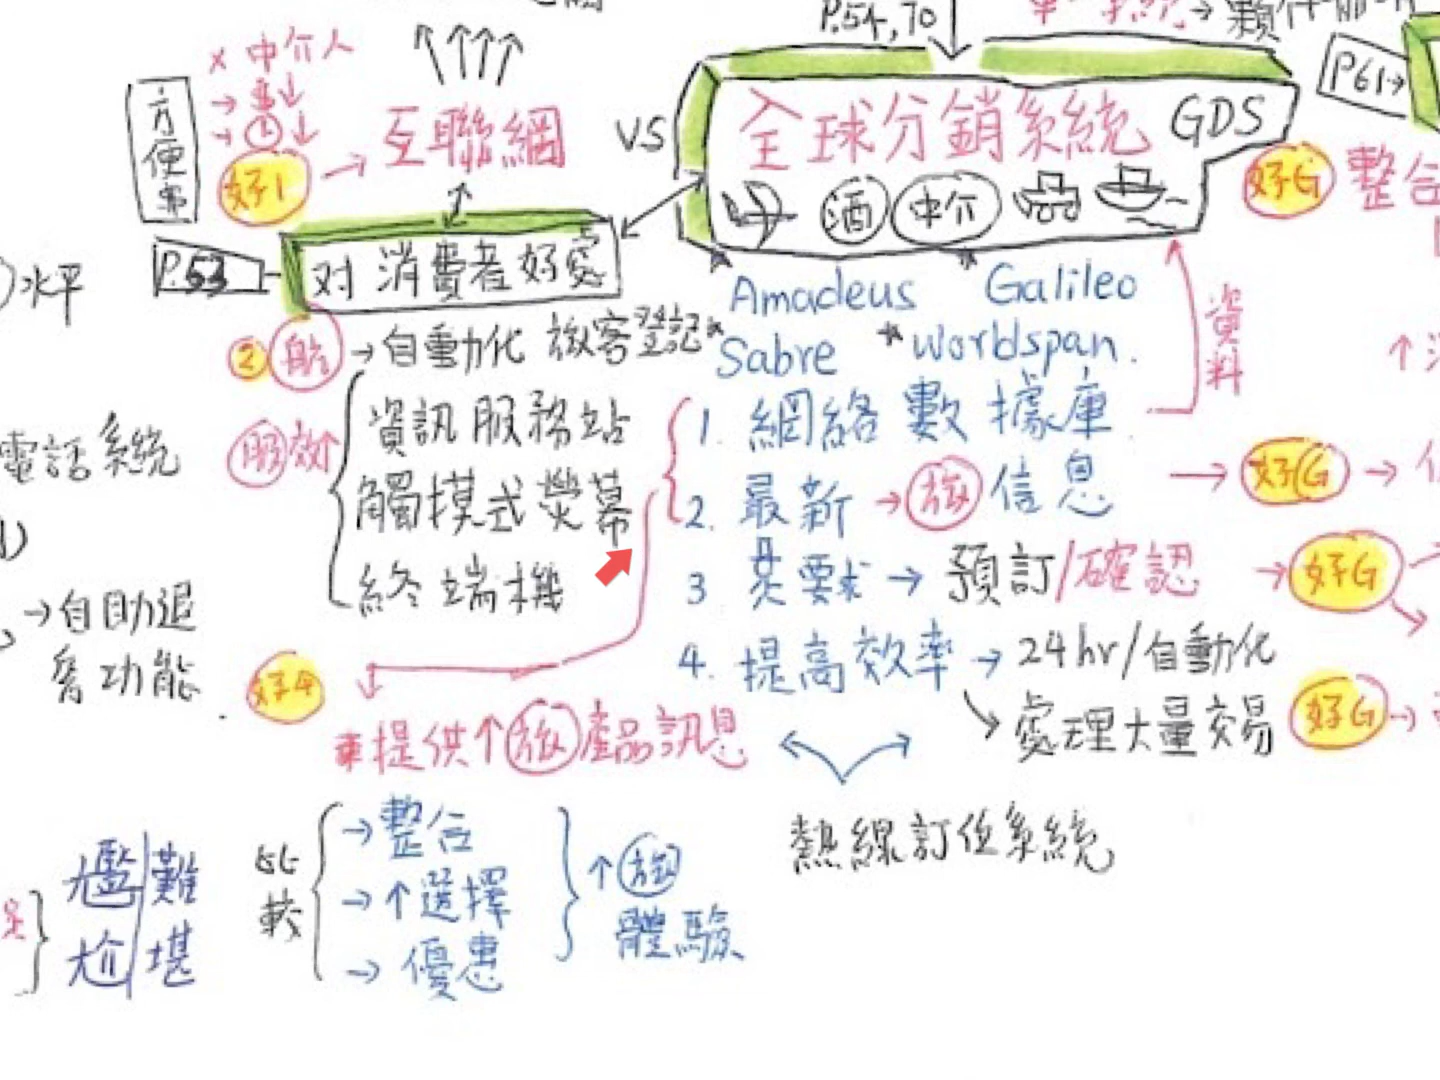 P.54,70
× 中介人
方便事
互聯網
VS
全球分銷系統 GDS
P.61→
好1
酒 中介
好G 整合
P.53
对消費者好處
水平
Amadeus Galileo
Sabre Worldspan.
資料
② 航 → 自動化 旅客登記
服 效↑
資訊服務站
觸摸式熒幕
終端機
電話系統
1. 網絡數據庫
2. 最新 → 旅 信息
好G →
3 要求 → 預訂/確認
→ 好G
4. 提高效率 → 24hr/自動化
處理大量交易 好G →
→ 自助退
功能
好4
提供↑旅產品訊息
熱線訂位系統
比較
→ 整合
→ ↑選擇
→ 優惠
↑旅
體驗
尷 難
尬 堪